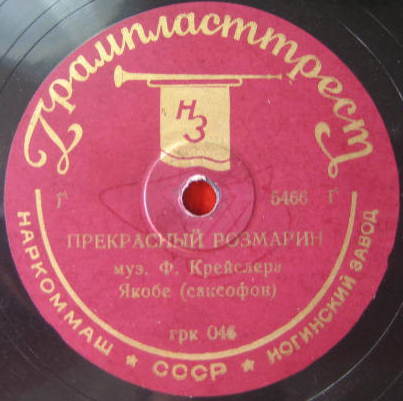 Грампласттрест
НЗ
Г 5466 Г
ПРЕКРАСНЫЙ РОЗМАРИН
муз. Ф. Крейслера
Якобе (саксофон)
грк 046
НАРКОММАШ ★ СССР ★ НОГИНСКИЙ ЗАВОД